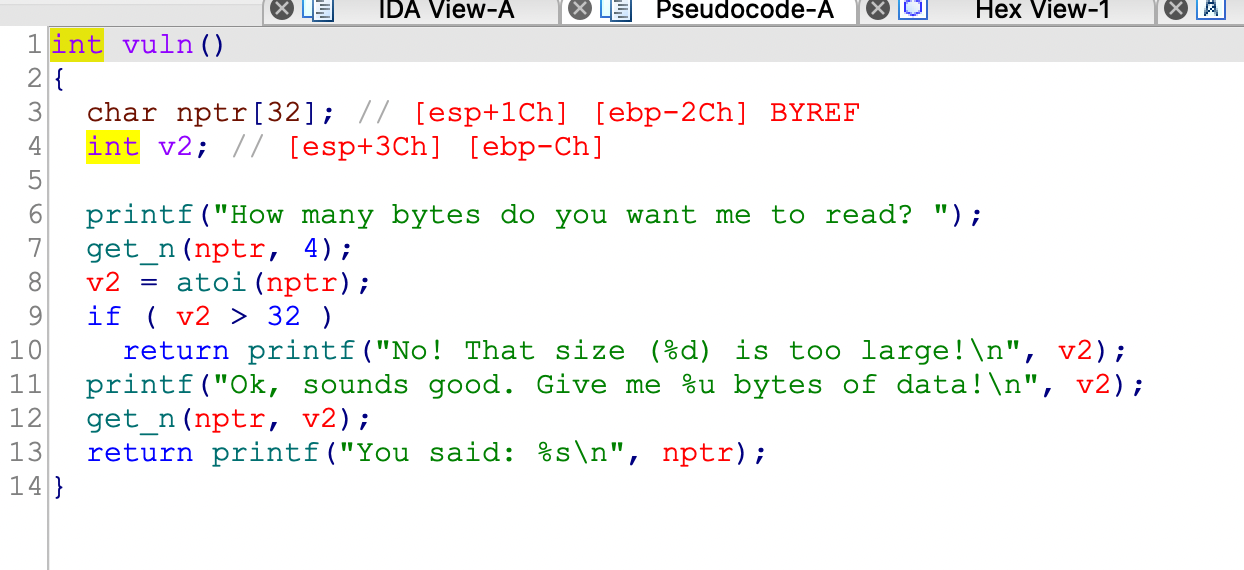 IDA View-A Pseudocode-A Hex View-1 A
1 int vuln()
2 {
3 char nptr[32]; // [esp+1Ch] [ebp-2Ch] BYREF
4 int v2; // [esp+3Ch] [ebp-Ch]
5
6 printf("How many bytes do you want me to read? ");
7 get_n(nptr, 4);
8 v2 = atoi(nptr);
9 if ( v2 > 32 )
10 return printf("No! That size (%d) is too large!\n", v2);
11 printf("Ok, sounds good. Give me %u bytes of data!\n", v2);
12 get_n(nptr, v2);
13 return printf("You said: %s\n", nptr);
14 }